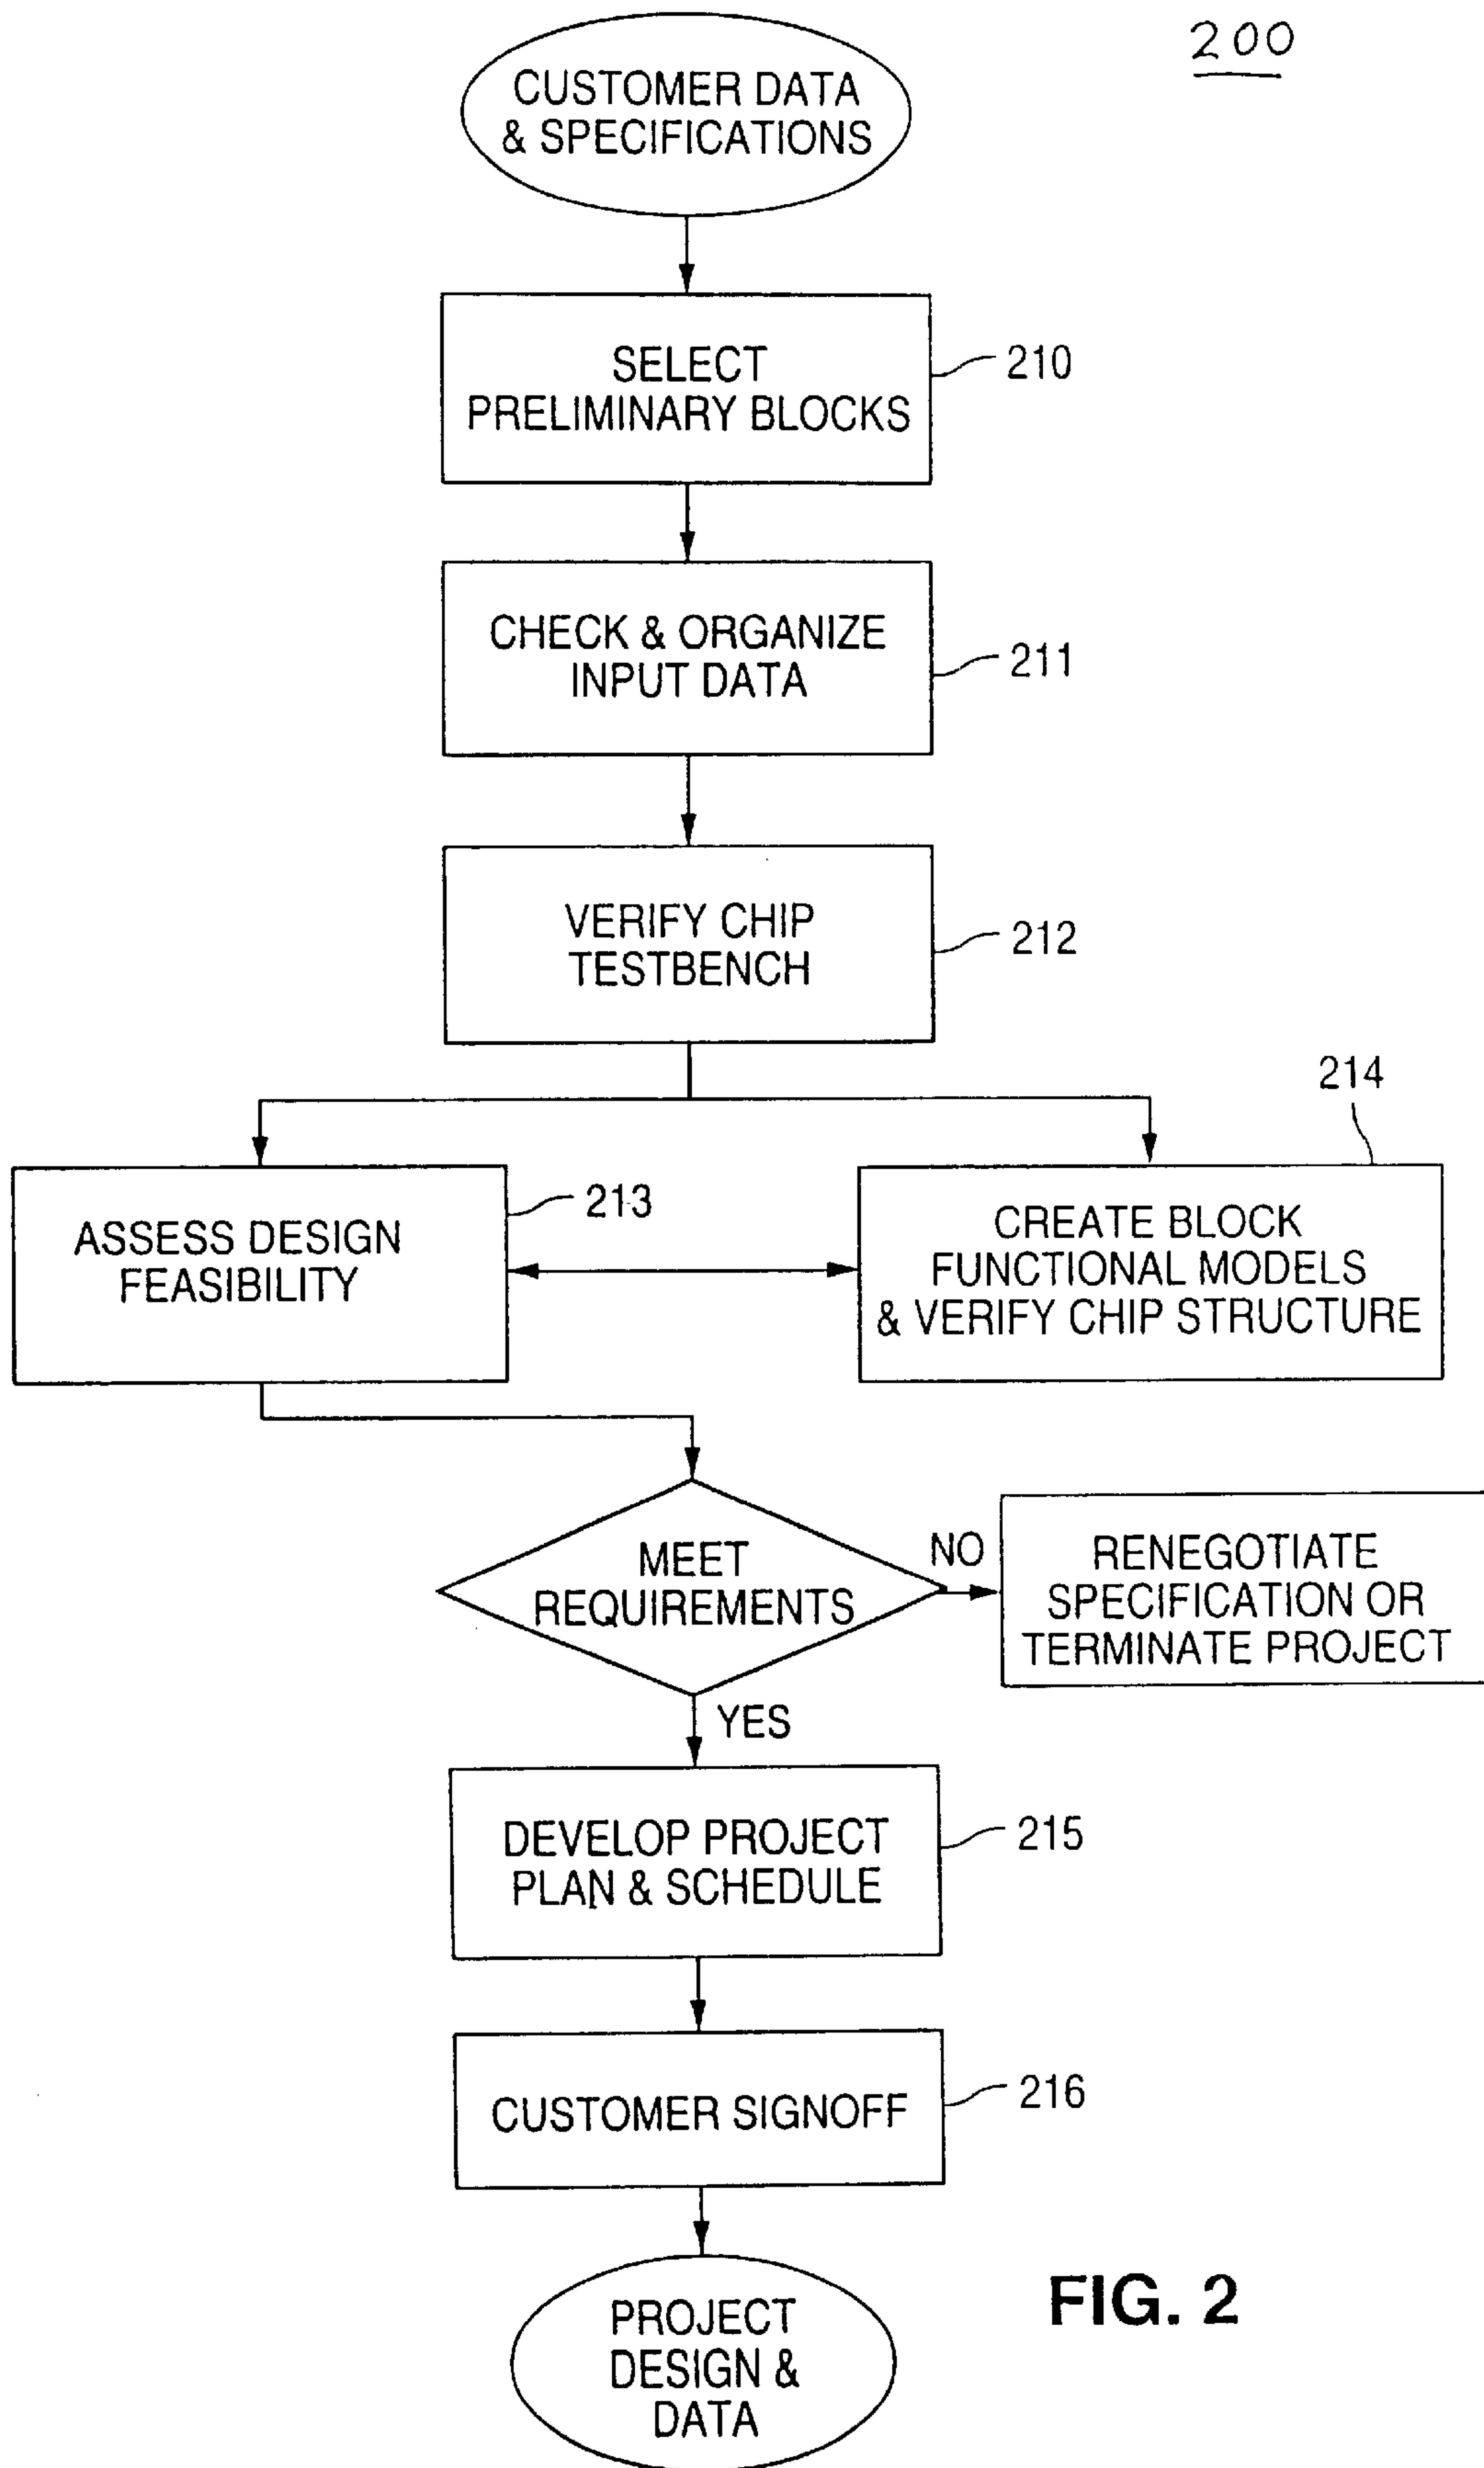 200
CUSTOMER DATA
& SPECIFICATIONS
SELECT
PRELIMINARY BLOCKS
210
CHECK & ORGANIZE
INPUT DATA
211
VERIFY CHIP
TESTBENCH
212
213
ASSESS DESIGN
FEASIBILITY
214
CREATE BLOCK
FUNCTIONAL MODELS
& VERIFY CHIP STRUCTURE
MEET
REQUIREMENTS
NO
RENEGOTIATE
SPECIFICATION OR
TERMINATE PROJECT
YES
DEVELOP PROJECT
PLAN & SCHEDULE
215
CUSTOMER SIGNOFF
216
PROJECT
DESIGN &
DATA
FIG. 2